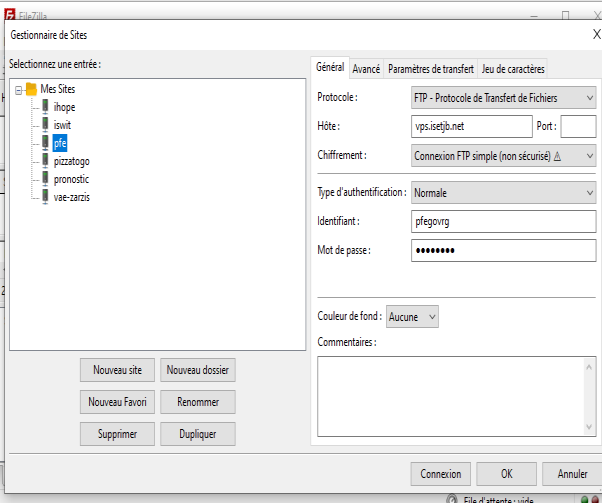 FileZilla
Gestionnaire de Sites
X
Selectionnez une entrée :
Mes Sites
ihope
iswit
pfe
pizzatogo
pronostic
vae-zarzis
Nouveau site
Nouveau dossier
Nouveau Favori
Renommer
Supprimer
Dupliquer
Général
Avancé
Paramètres de transfert
Jeu de caractères
Protocole :
FTP - Protocole de Transfert de Fichiers
Hôte :
vps.isetjb.net
Port :
Chiffrement :
Connexion FTP simple (non sécurisé) ⚠
Type d'authentification :
Normale
Identifiant :
pfegovrg
Mot de passe :
●●●●●●●●
Couleur de fond :
Aucune
Commentaires :
Connexion
OK
Annuler
File d'attente : vide